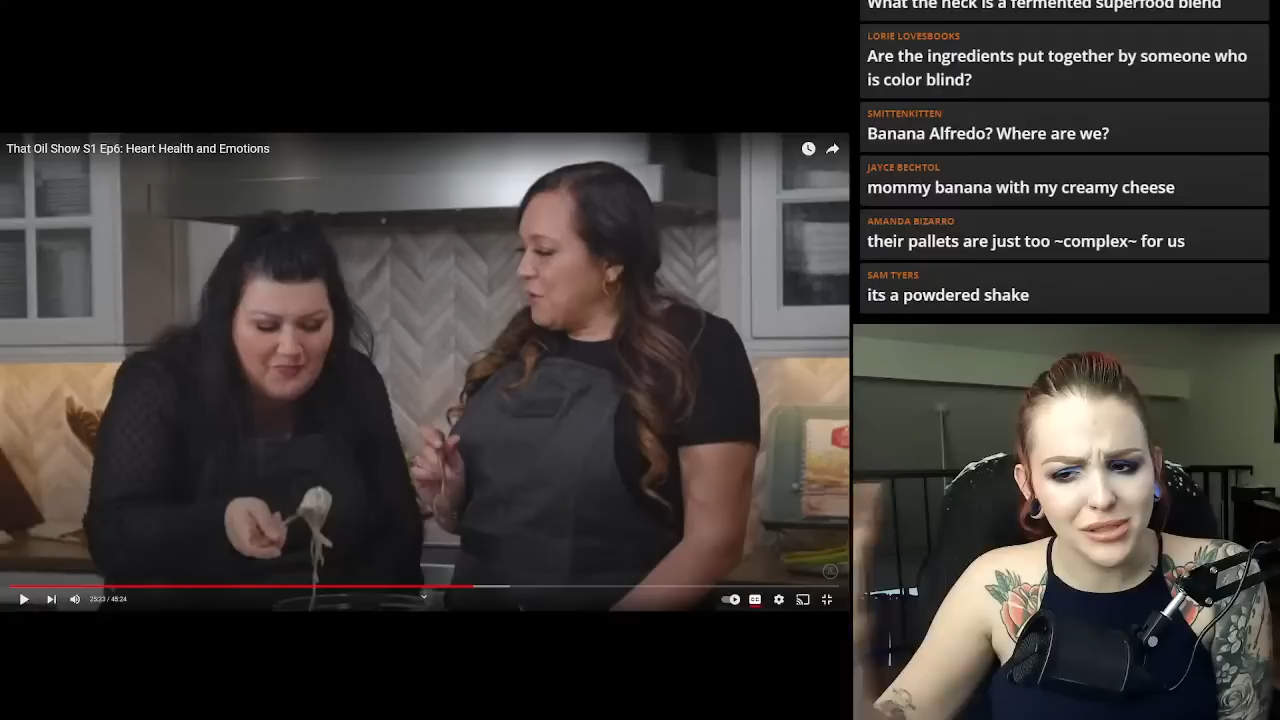 What the heck is a fermented superfood blend
LORIE LOVESBOOKS
Are the ingredients put together by someone who
is color blind?
SMITTENKITTEN
Banana Alfredo? Where are we?
JAYCE BECHTOL
mommy banana with my creamy cheese
AMANDA BIZARRO
their pallets are just too ~complex~ for us
SAM TYERS
its a powdered shake
That Oil Show S1 Ep6: Heart Health and Emotions
25:23 / 45:24